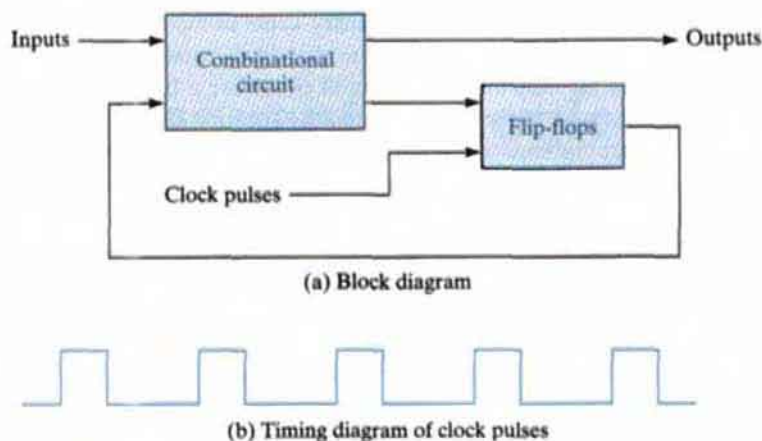 Inputs
Combinational
circuit
Outputs
Flip-flops
Clock pulses
(a) Block diagram
(b) Timing diagram of clock pulses